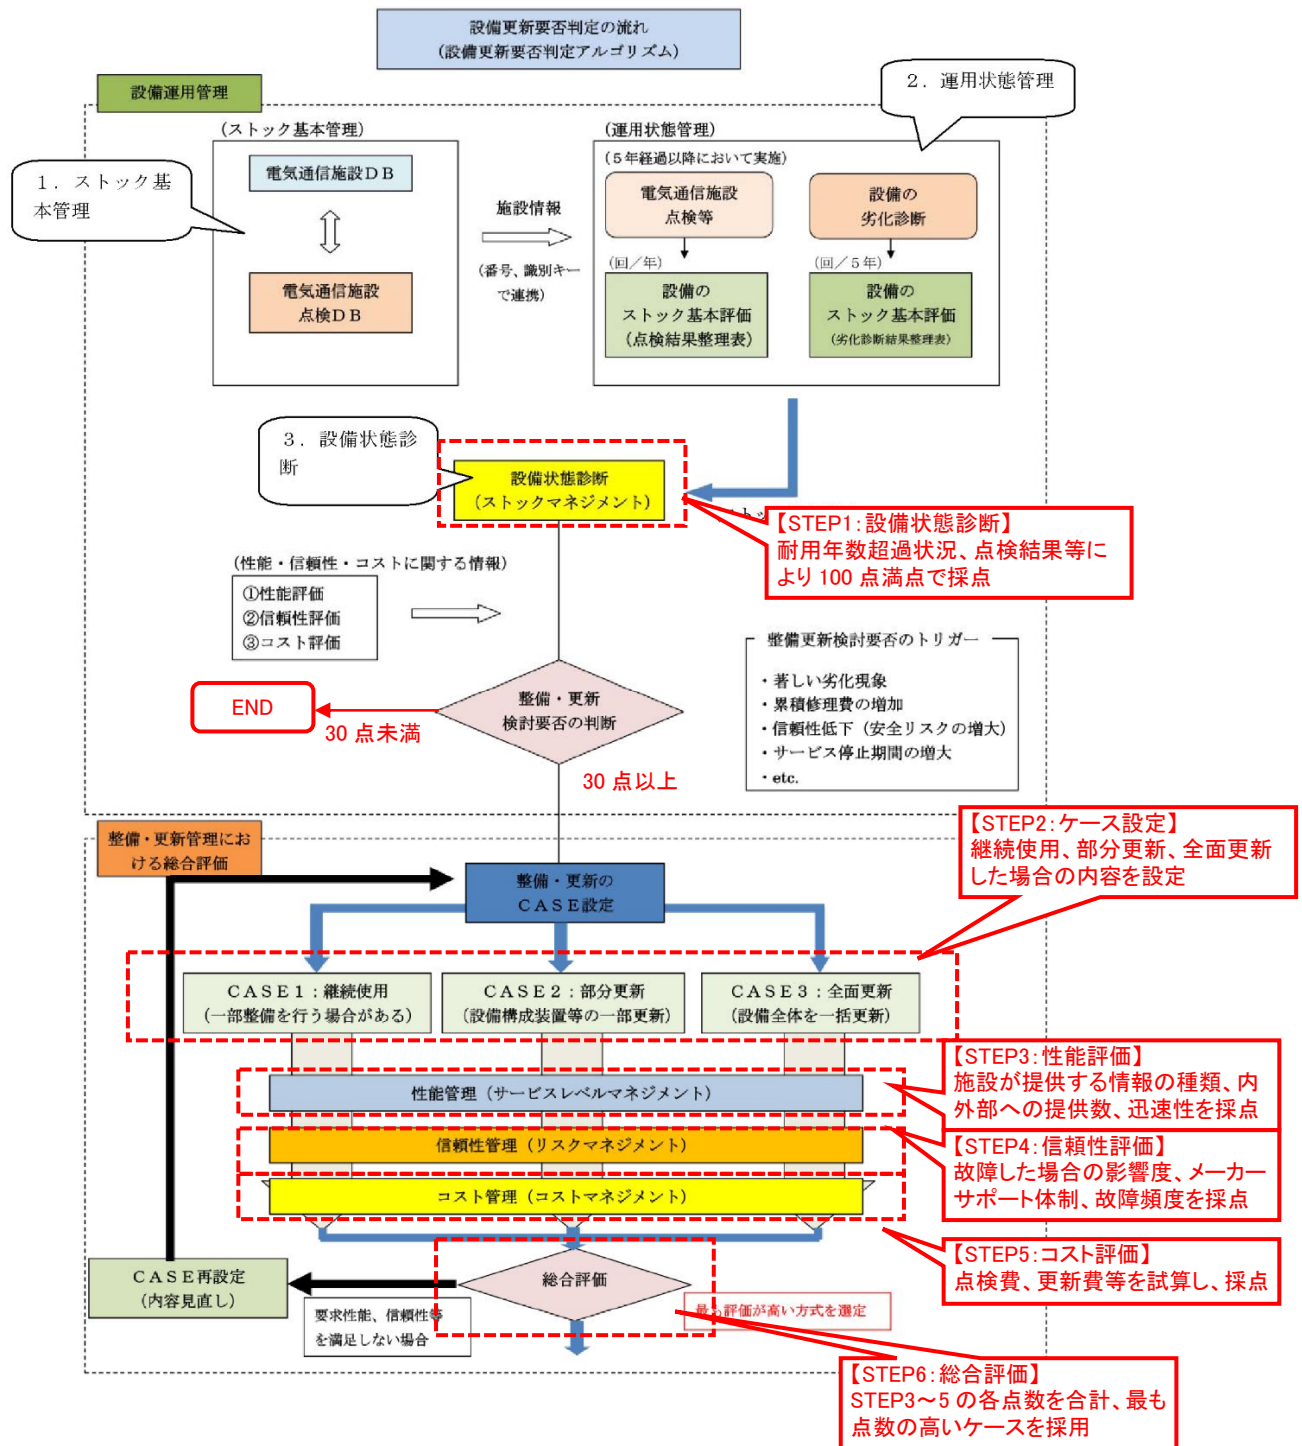 設備更新要否判定の流れ
(設備更新要否判定アルゴリズム)
設備運用管理
２．運用状態管理
(ストック基本管理)
(運用状態管理)
１．ストック基
本管理
電気通信施設ＤＢ
電気通信施設
点検ＤＢ
施設情報
(番号、識別キー
で連携)
(５年経過以降において実施)
電気通信施設
点検等
設備の
劣化診断
(回／年)
(回／５年)
設備の
ストック基本評価
(点検結果整理表)
設備の
ストック基本評価
(劣化診断結果整理表)
３．設備状態診
断
設備状態診断
(ストックマネジメント)
【STEP1：設備状態診断】
耐用年数超過状況、点検結果等に
より 100 点満点で採点
(性能・信頼性・コストに関する情報)
①性能評価
②信頼性評価
③コスト評価
整備更新検討要否のトリガー
・著しい劣化現象
・累積修理費の増加
・信頼性低下（安全リスクの増大）
・サービス停止期間の増大
・etc.
END
30 点未満
整備・更新
検討要否の判断
30 点以上
整備・更新管理にお
ける総合評価
【STEP2：ケース設定】
継続使用、部分更新、全面更新
した場合の内容を設定
整備・更新の
ＣＡＳＥ設定
ＣＡＳＥ１：継続使用
(一部整備を行う場合がある)
ＣＡＳＥ２：部分更新
(設備構成装置等の一部更新)
ＣＡＳＥ３：全面更新
(設備全体を一括更新)
【STEP3：性能評価】
施設が提供する情報の種類、内
外部への提供数、迅速性を採点
性能管理（サービスレベルマネジメント）
信頼性管理（リスクマネジメント）
【STEP4：信頼性評価】
故障した場合の影響度、メーカー
サポート体制、故障頻度を採点
コスト管理（コストマネジメント）
【STEP5：コスト評価】
点検費、更新費等を試算し、採点
ＣＡＳＥ再設定
(内容見直し)
総合評価
要求性能、信頼性等
を満足しない場合
最も評価が高い方式を選定
【STEP6：総合評価】
STEP3～5 の各点数を合計、最も
点数の高いケースを採用